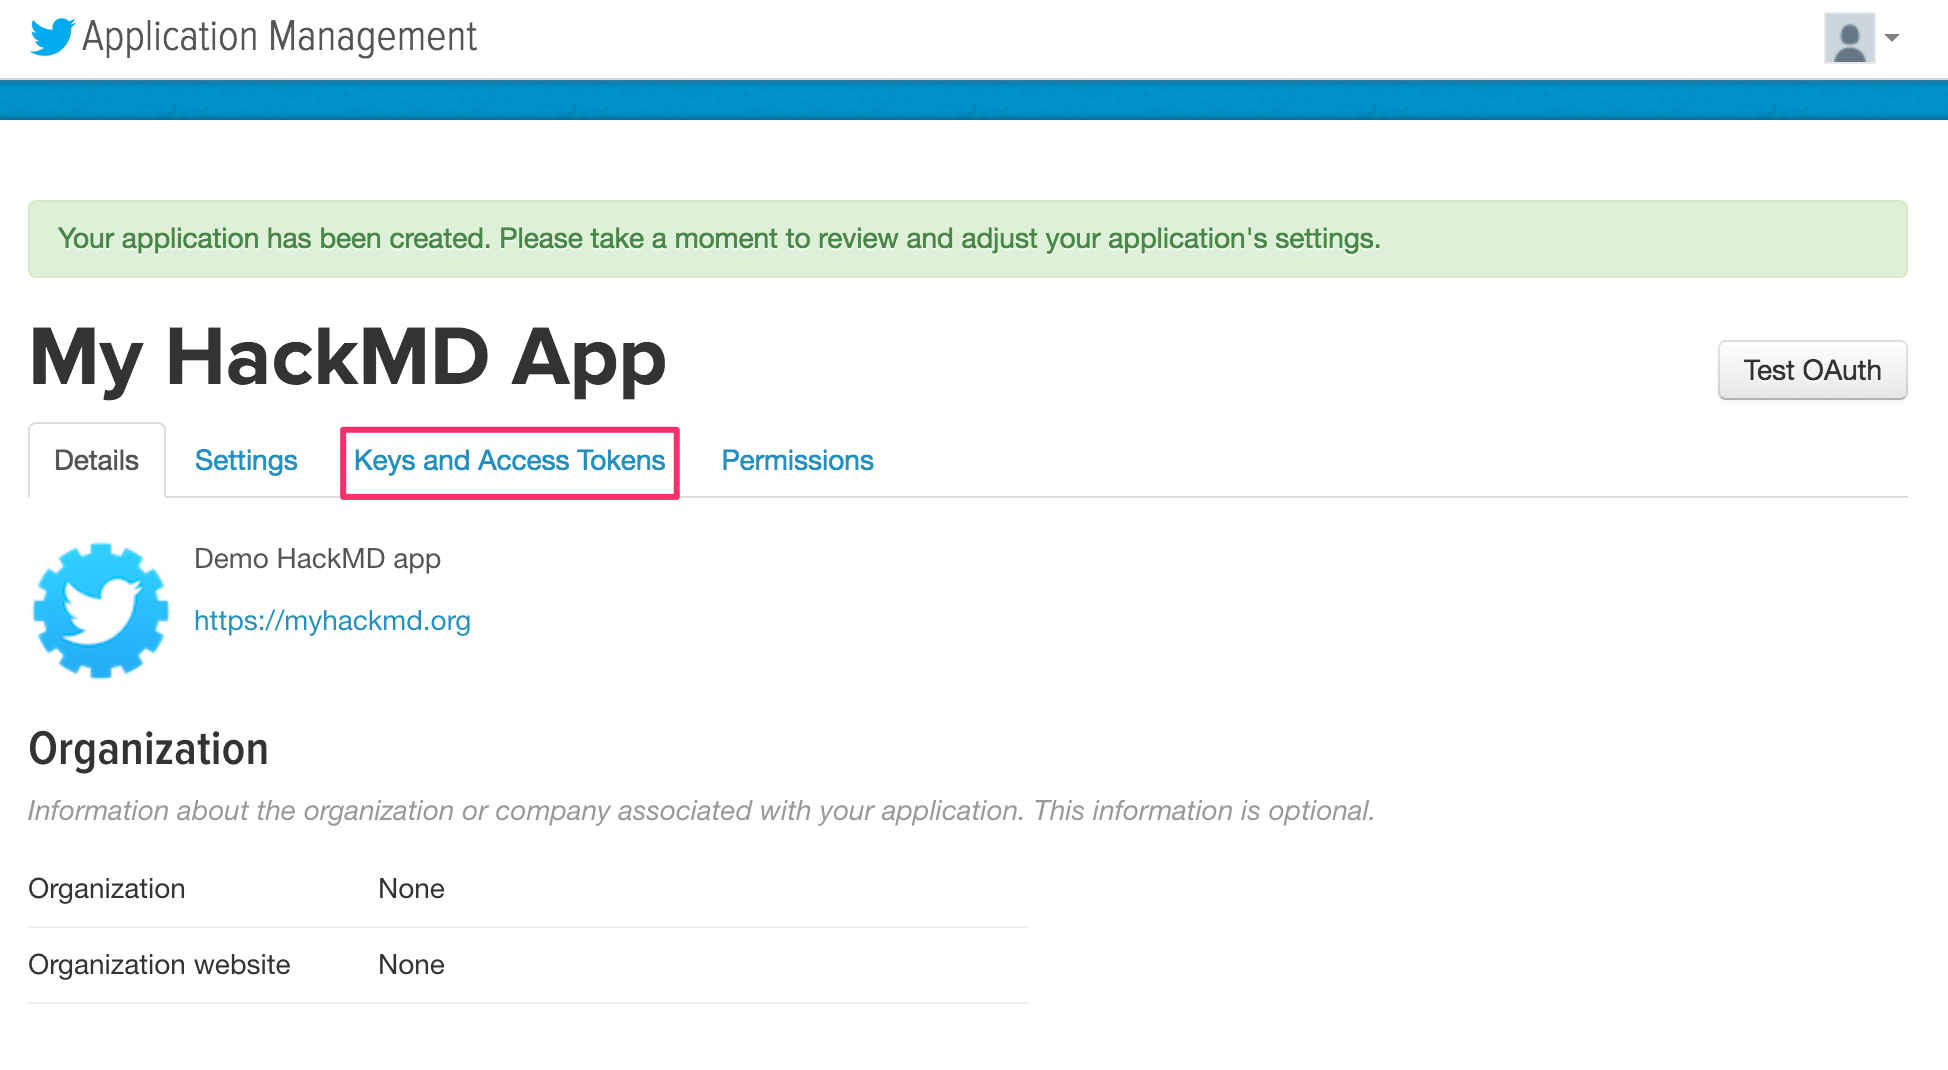 Application Management
Your application has been created. Please take a moment to review and adjust your application's settings.
My HackMD App
Test OAuth
Details Settings Keys and Access Tokens Permissions
Demo HackMD app
https://myhackmd.org
Organization
Information about the organization or company associated with your application. This information is optional.
Organization None
Organization website None